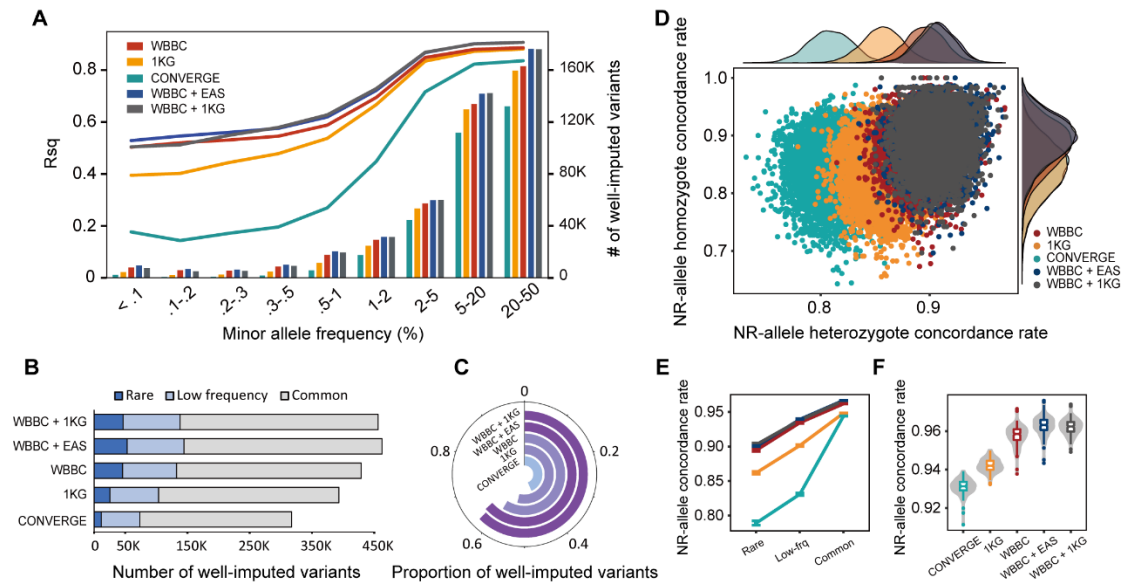 A
WBBC
1KG
CONVERGE
WBBC + EAS
WBBC + 1KG
Rsq
0.8
0.6
0.4
0.2
0
160K
120K
80K
40K
0
# of well-imputed variants
< .1
.1-.2
.2-.3
.3-.5
.5-1
1-2
2-5
5-20
20-50
Minor allele frequency (%)
D
NR-allele homozygote concordance rate
1.0
0.9
0.8
0.7
0.8
0.9
NR-allele heterozygote concordance rate
WBBC
1KG
CONVERGE
WBBC + EAS
WBBC + 1KG
B
Rare
Low frequency
Common
WBBC + 1KG
WBBC + EAS
WBBC
1KG
CONVERGE
0
50K
150K
250K
350K
450K
Number of well-imputed variants
C
0
0.2
0.4
0.6
0.8
WBBC + 1KG
WBBC + EAS
WBBC
1KG
CONVERGE
Proportion of well-imputed variants
E
NR-allele concordance rate
0.95
0.90
0.85
0.80
Rare
Low-frq
Common
F
NR-allele concordance rate
0.96
0.94
0.92
CONVERGE
1KG
WBBC
WBBC + EAS
WBBC + 1KG